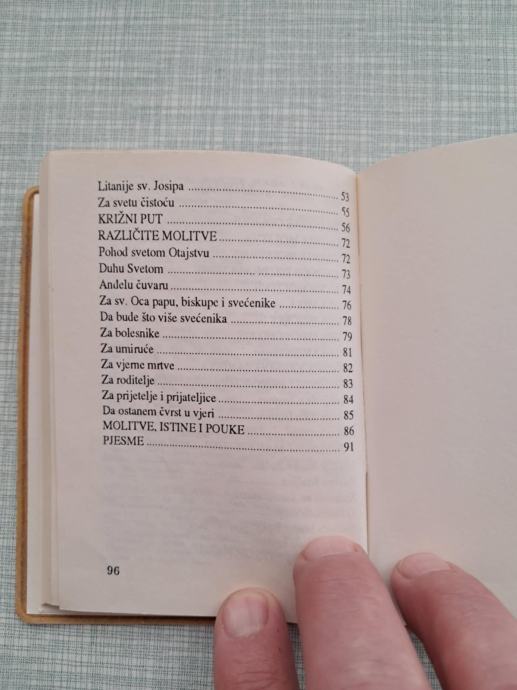 Litanije sv. Josipa 53
Za svetu čistoću 55
KRIŽNI PUT 56
RAZLIČITE MOLITVE 72
Pohod svetom Otajstvu 72
Duhu Svetom 73
Anđelu čuvaru 74
Za sv. Oca papu, biskupe i svećenike 76
Da bude što više svećenika 78
Za bolesnike 79
Za umiruće 81
Za vjerne mrtve 82
Za roditelje 83
Za prijetelje i prijateljice 84
Da ostanem čvrst u vjeri 85
MOLITVE, ISTINE I POUKE 86
PJESME 91
96